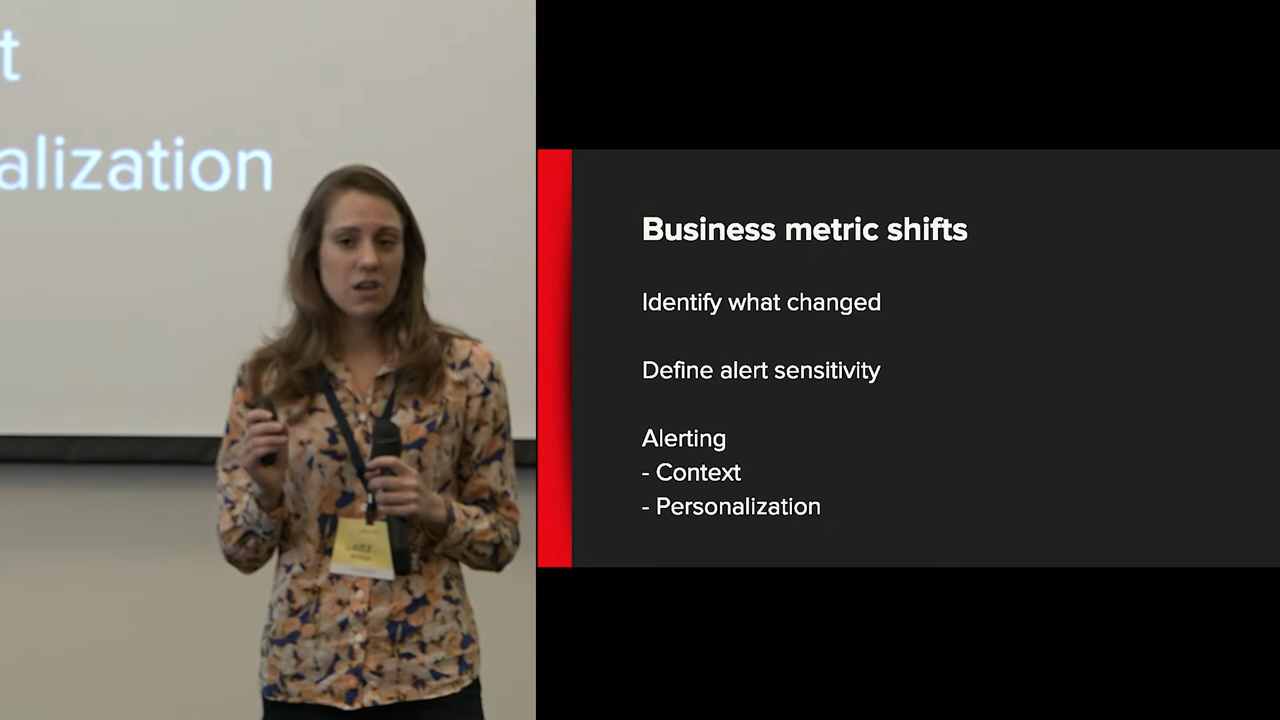 t
alization
Business metric shifts
Identify what changed
Define alert sensitivity
Alerting
- Context
- Personalization